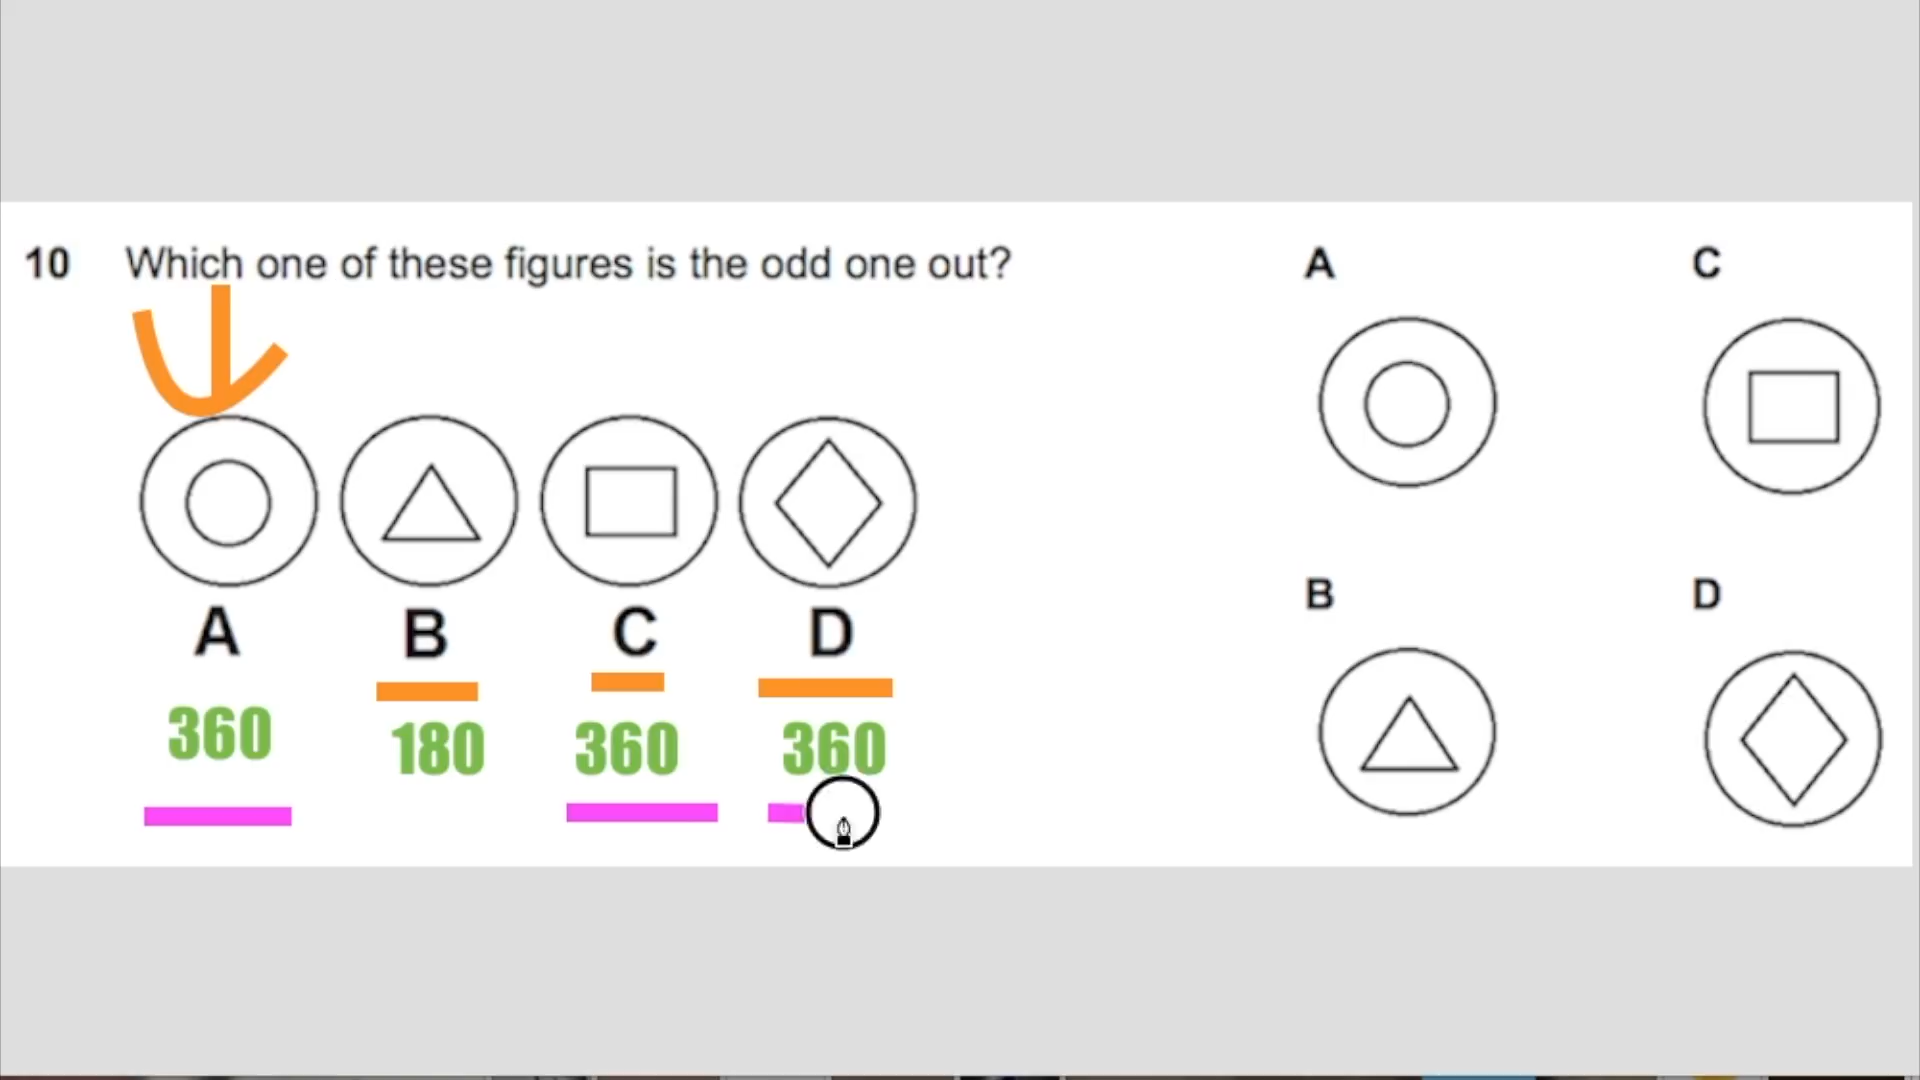 10 Which one of these figures is the odd one out?
A B C D
360 180 360 360
A C
B D